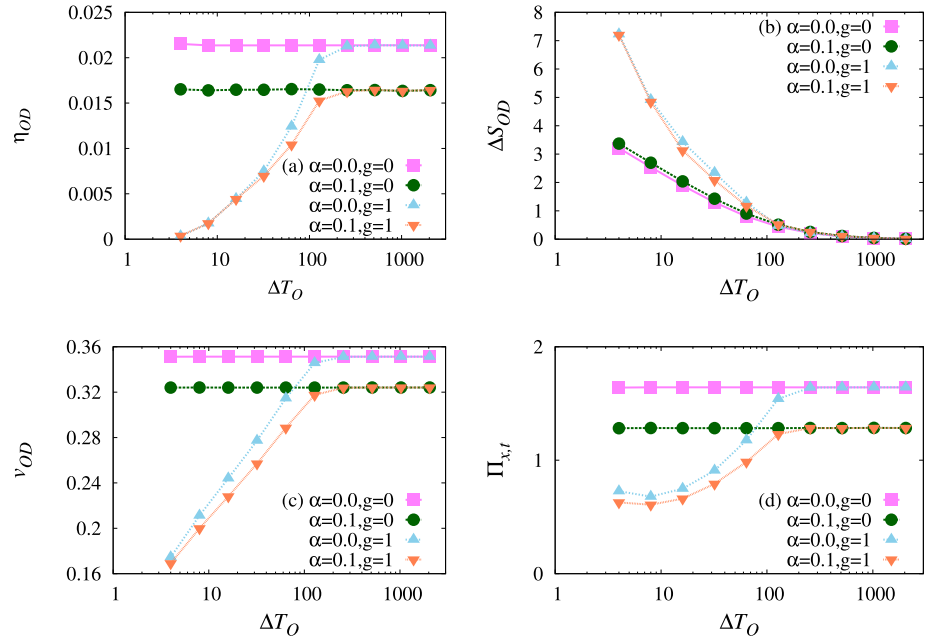 0.025
0.02
0.015
0.01
0.005
0
1
10
100
1000
η_OD
ΔT_O
(a) α=0.0,g=0
α=0.1,g=0
α=0.0,g=1
α=0.1,g=1
8
7
6
5
4
3
2
1
0
1
10
100
1000
ΔS_OD
ΔT_O
(b) α=0.0,g=0
α=0.1,g=0
α=0.0,g=1
α=0.1,g=1
0.36
0.32
0.28
0.24
0.2
0.16
1
10
100
1000
v_OD
ΔT_O
(c) α=0.0,g=0
α=0.1,g=0
α=0.0,g=1
α=0.1,g=1
2
1
0
1
10
100
1000
Π_x,t
ΔT_O
(d) α=0.0,g=0
α=0.1,g=0
α=0.0,g=1
α=0.1,g=1